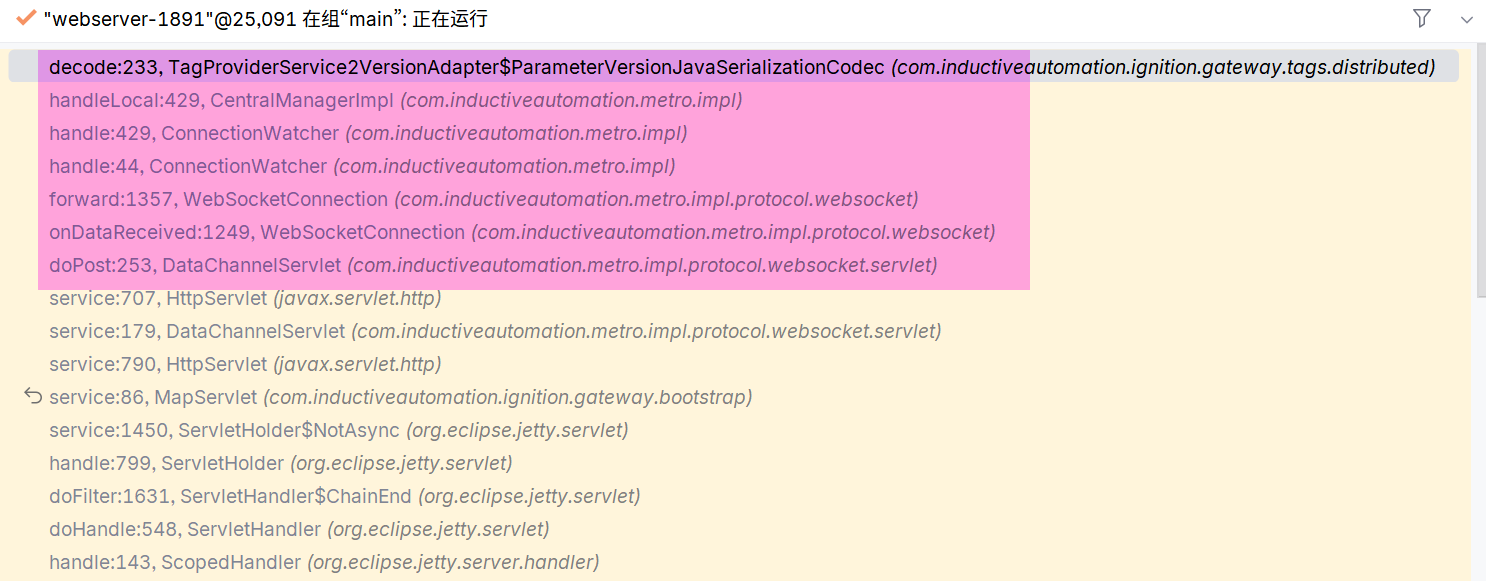 "webserver-1891"@25,091 在组“main”: 正在运行
decode:233, TagProviderService2VersionAdapter$ParameterVersionJavaSerializationCodec (com.inductiveautomation.ignition.gateway.tags.distributed)
handleLocal:429, CentralManagerImpl (com.inductiveautomation.metro.impl)
handle:429, ConnectionWatcher (com.inductiveautomation.metro.impl)
handle:44, ConnectionWatcher (com.inductiveautomation.metro.impl)
forward:1357, WebSocketConnection (com.inductiveautomation.metro.impl.protocol.websocket)
onDataReceived:1249, WebSocketConnection (com.inductiveautomation.metro.impl.protocol.websocket)
doPost:253, DataChannelServlet (com.inductiveautomation.metro.impl.protocol.websocket.servlet)
service:707, HttpServlet (javax.servlet.http)
service:179, DataChannelServlet (com.inductiveautomation.metro.impl.protocol.websocket.servlet)
service:790, HttpServlet (javax.servlet.http)
service:86, MapServlet (com.inductiveautomation.ignition.gateway.bootstrap)
service:1450, ServletHolder$NotAsync (org.eclipse.jetty.servlet)
handle:799, ServletHolder (org.eclipse.jetty.servlet)
doFilter:1631, ServletHandler$ChainEnd (org.eclipse.jetty.servlet)
doHandle:548, ServletHandler (org.eclipse.jetty.servlet)
handle:143, ScopedHandler (org.eclipse.jetty.server.handler)